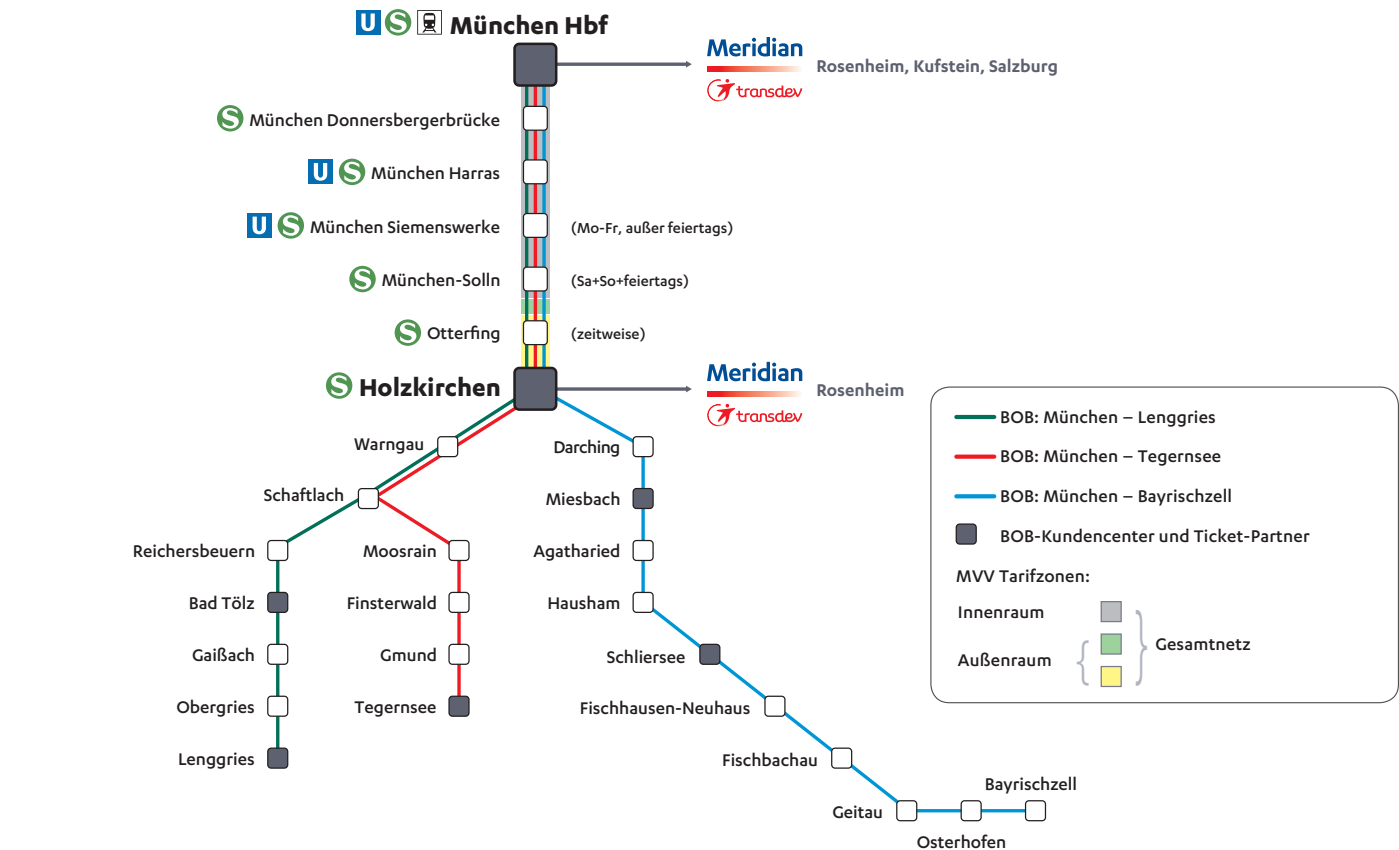 U S München Hbf
Meridian
transdev
Rosenheim, Kufstein, Salzburg
S München Donnersbergerbrücke
U S München Harras
U S München Siemenswerke (Mo-Fr, außer feiertags)
S München-Solln (Sa+So+feiertags)
S Otterfing (zeitweise)
S Holzkirchen
Meridian
transdev
Rosenheim
Warngau
Schaftlach
Reichersbeuern
Bad Tölz
Gaißach
Obergries
Lenggries
Moosrain
Finsterwald
Gmund
Tegernsee
Darching
Miesbach
Agatharied
Hausham
Schliersee
Fischhausen-Neuhaus
Fischbachau
Geitau
Osterhofen
Bayrischzell
BOB: München – Lenggries
BOB: München – Tegernsee
BOB: München – Bayrischzell
BOB-Kundencenter und Ticket-Partner
MVV Tarifzonen:
Innenraum
Außenraum
Gesamtnetz